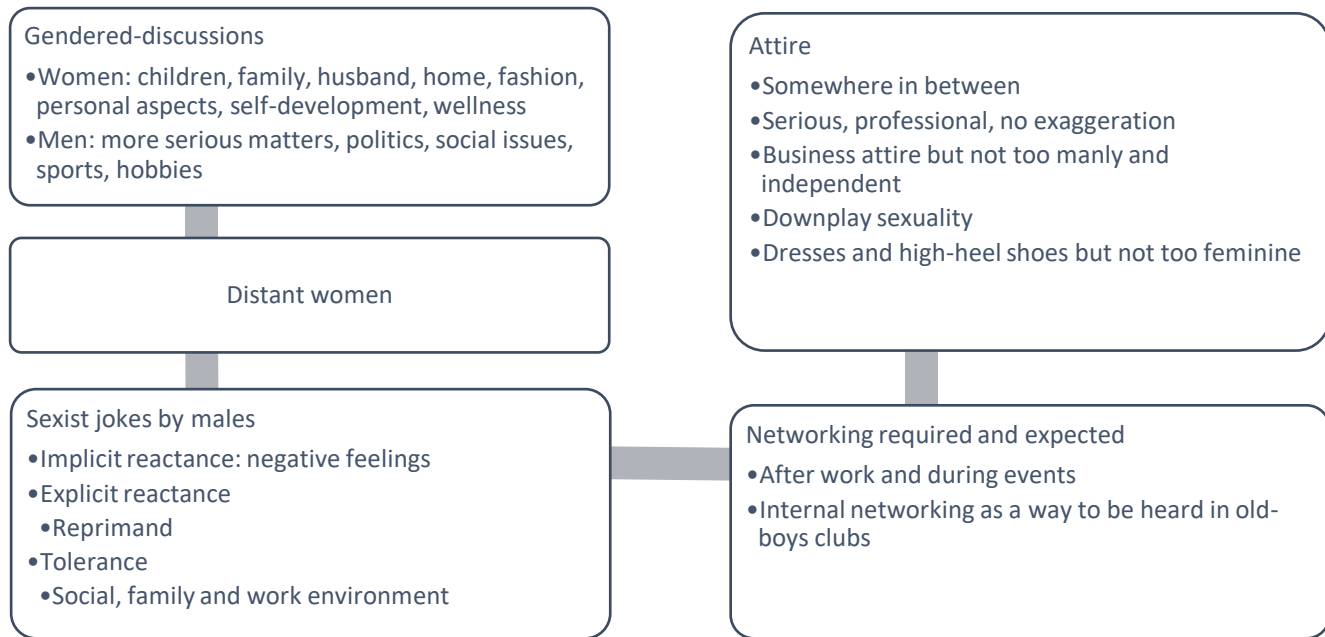 Gendered-discussions
•Women: children, family, husband, home, fashion,
personal aspects, self-development, wellness
•Men: more serious matters, politics, social issues,
sports, hobbies
Distant women
Sexist jokes by males
•Implicit reactance: negative feelings
•Explicit reactance
•Reprimand
•Tolerance
•Social, family and work environment
Networking required and expected
•After work and during events
•Internal networking as a way to be heard in old-
boys clubs
Attire
•Somewhere in between
•Serious, professional, no exaggeration
•Business attire but not too manly and
independent
•Downplay sexuality
•Dresses and high-heel shoes but not too feminine